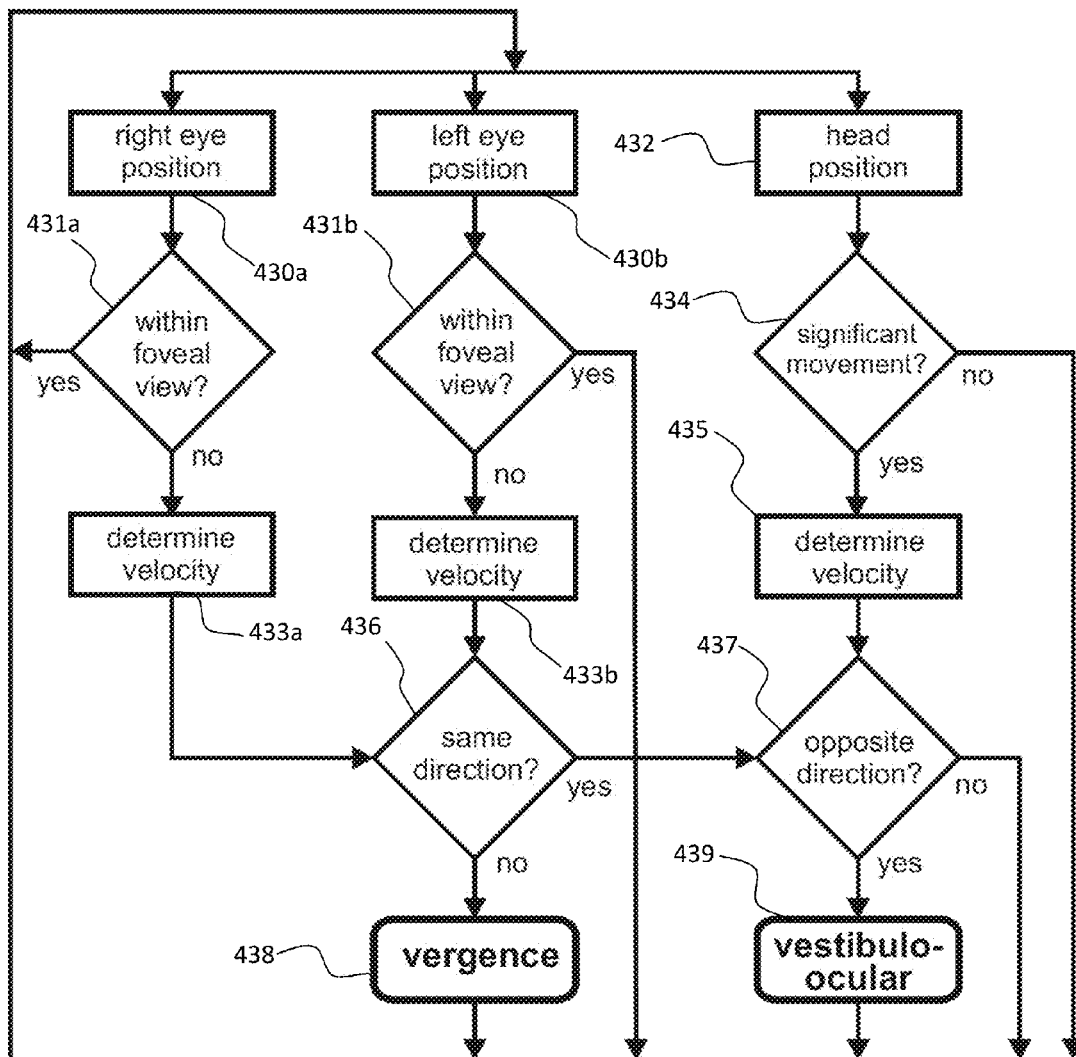 right eye
position
left eye
position
432
head
position
431a
430a
431b
430b
434
within
foveal
view?
yes
no
within
foveal
view?
yes
no
significant
movement?
no
yes
435
determine
velocity
433a
determine
velocity
433b
determine
velocity
436
same
direction?
yes
no
437
opposite
direction?
no
yes
438
vergence
439
vestibulo-
ocular